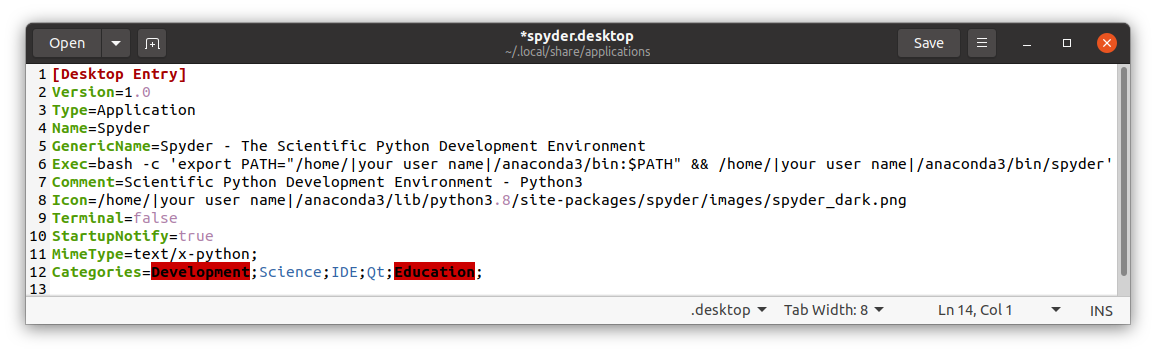 Open
*spyder.desktop
~/.local/share/applications
Save
1 [Desktop Entry]
2 Version=1.0
3 Type=Application
4 Name=Spyder
5 GenericName=Spyder - The Scientific Python Development Environment
6 Exec=bash -c 'export PATH="/home/|your user name|/anaconda3/bin:$PATH" && /home/|your user name|/anaconda3/bin/spyder'
7 Comment=Scientific Python Development Environment - Python3
8 Icon=/home/|your user name|/anaconda3/lib/python3.8/site-packages/spyder/images/spyder_dark.png
9 Terminal=false
10 StartupNotify=true
11 MimeType=text/x-python;
12 Categories=Development;Science;IDE;Qt;Education;
13
.desktop Tab Width: 8 Ln 14, Col 1 INS